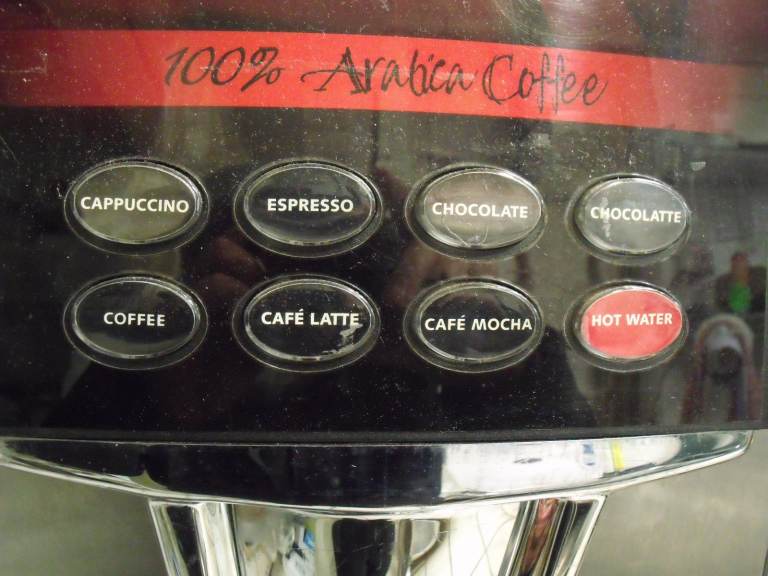 100% Arabica Coffee
CAPPUCCINO ESPRESSO CHOCOLATE CHOCOLATTE
COFFEE CAFÉ LATTE CAFÉ MOCHA HOT WATER